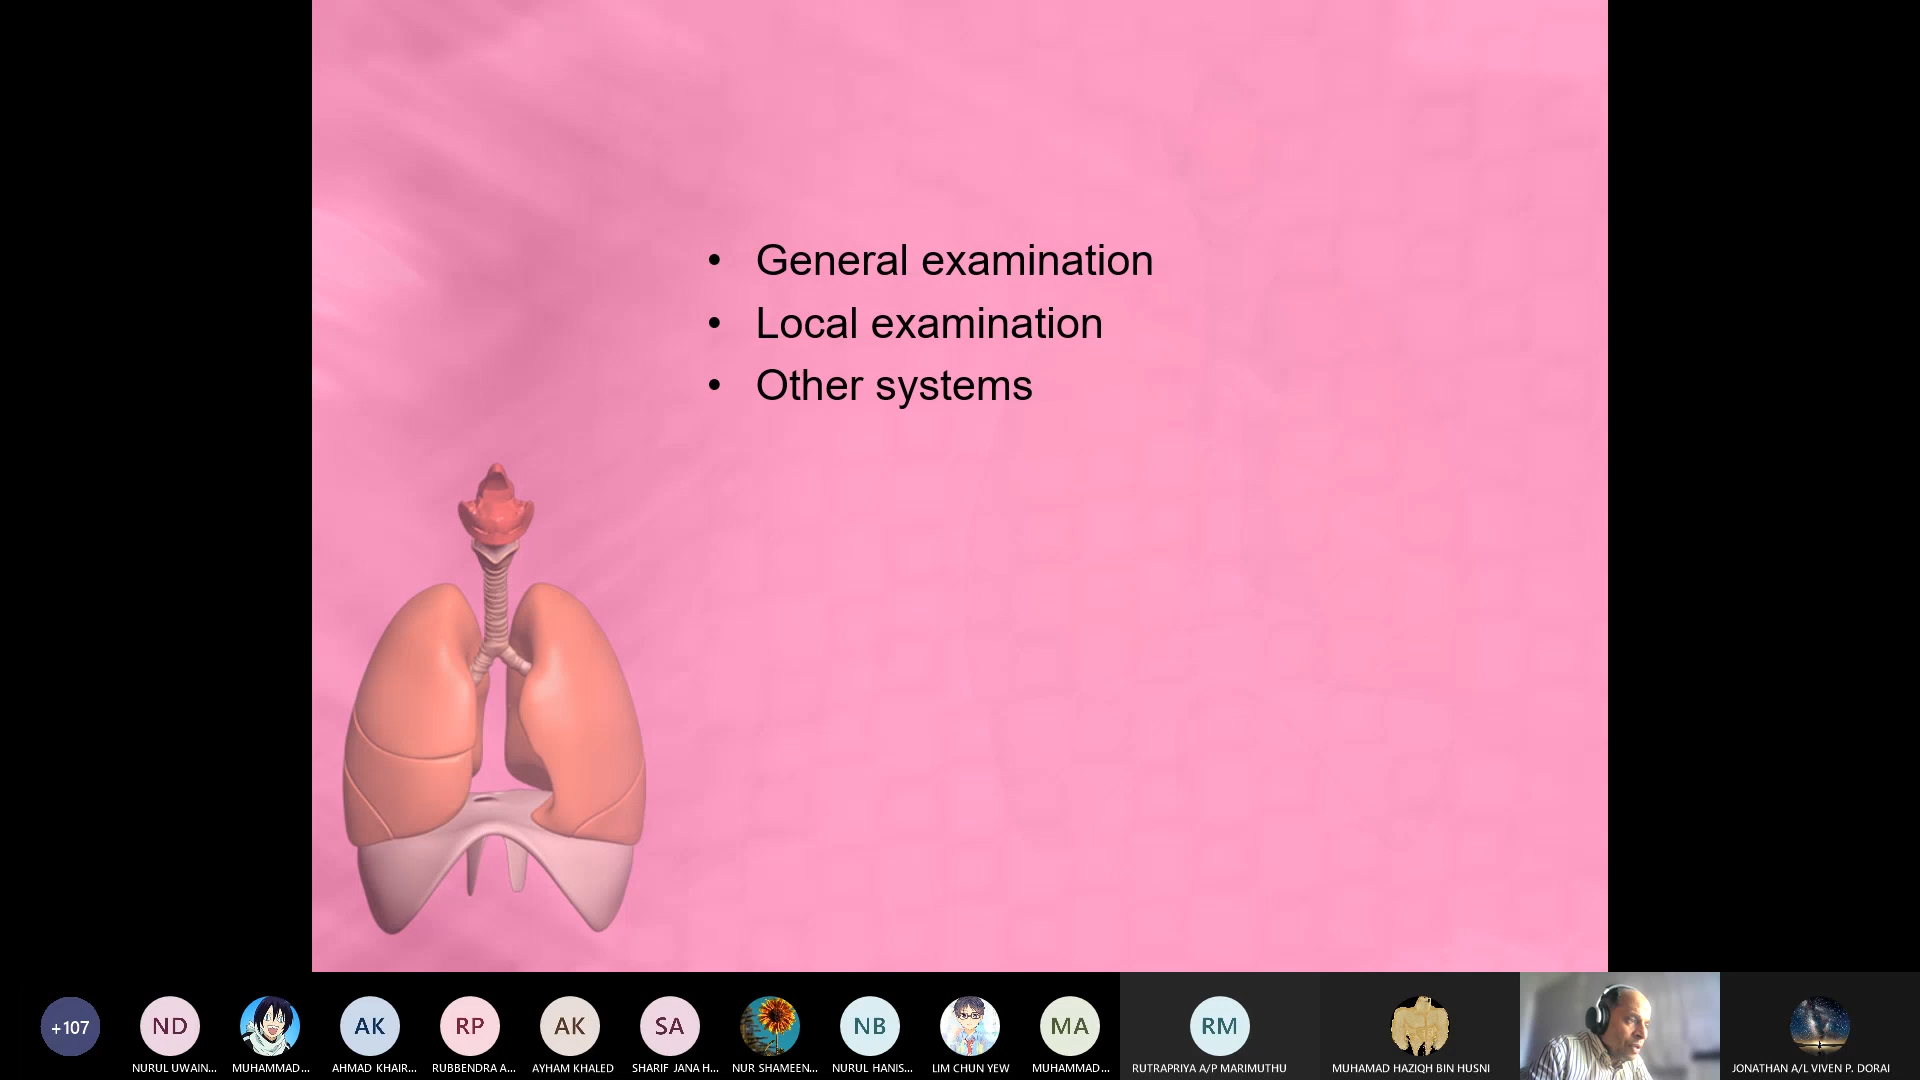 • General examination
• Local examination
• Other systems
+107
ND
AK
RP
AK
SA
NB
MA
RM
NURUL UWAIN...
MUHAMMAD...
AHMAD KHAIR...
RUBBENDRA A...
AYHAM KHALED
SHARIF JANA H...
NUR SHAMEEN...
NURUL HANIS...
LIM CHUN YEW
MUHAMMAD...
RUTRAPRIYA A/P MARIMUTHU
MUHAMAD HAZIQH BIN HUSNI
JONATHAN A/L VIVEN P. DORAI